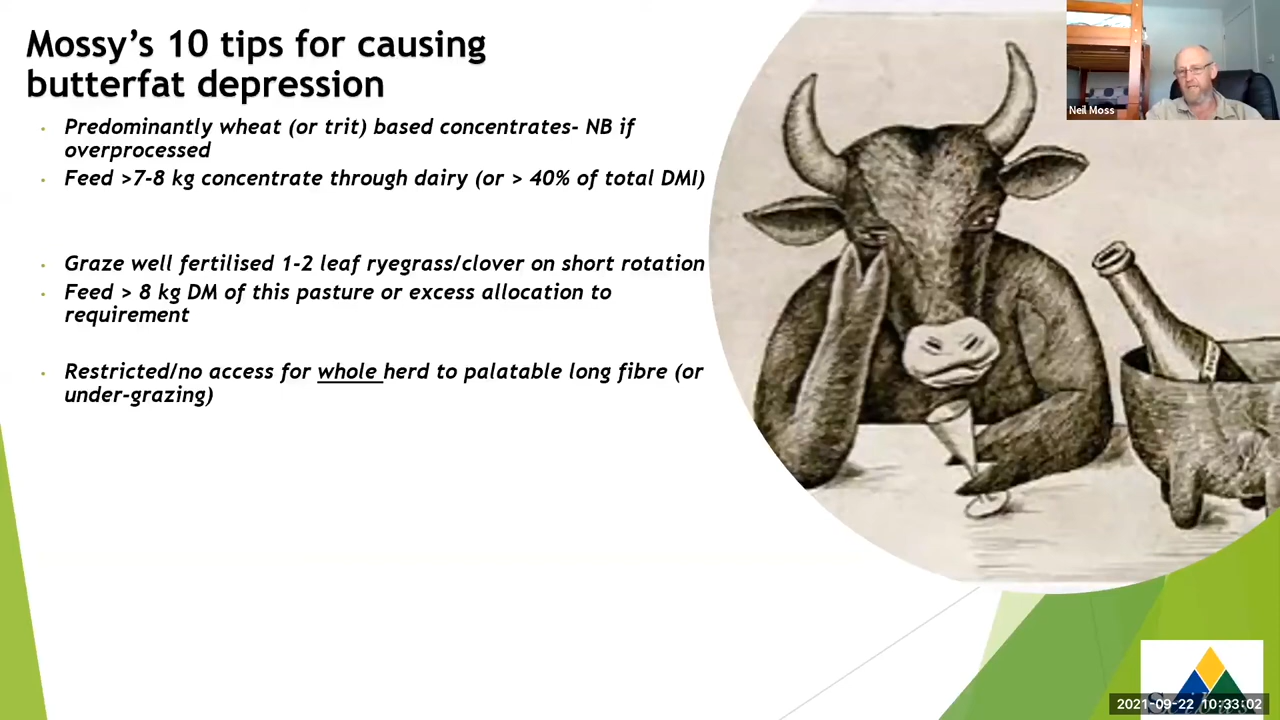 Mossy's 10 tips for causing
butterfat depression
Predominantly wheat (or trit) based concentrates- NB if
overprocessed
Feed >7-8 kg concentrate through dairy (or > 40% of total DMI)
Graze well fertilised 1-2 leaf ryegrass/clover on short rotation
Feed > 8 kg DM of this pasture or excess allocation to
requirement
Restricted/no access for whole herd to palatable long fibre (or
under-grazing)
Neil Moss
2021-09-22 10:33:02